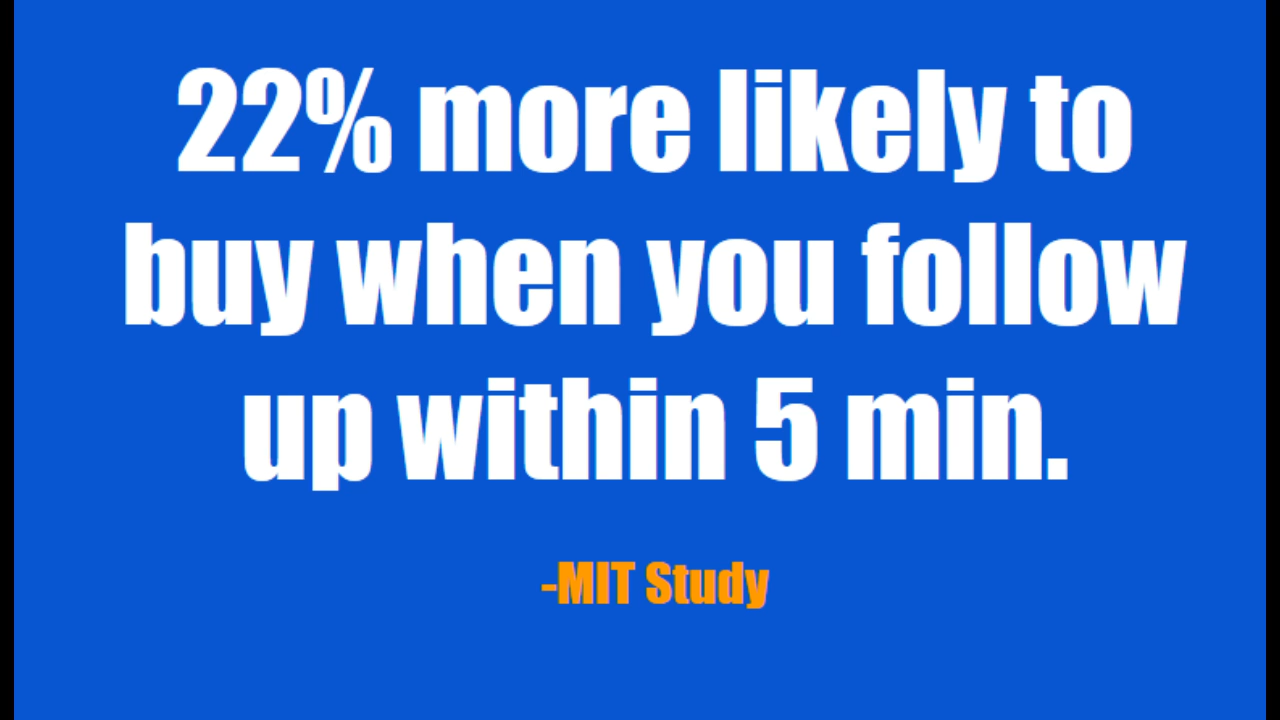 22% more likely to
buy when you follow
up within 5 min.
-MIT Study